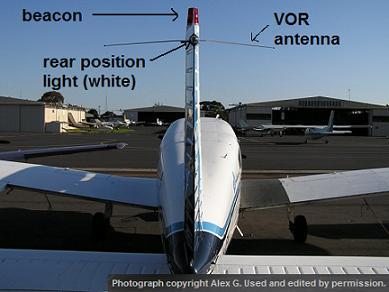 beacon
VOR
antenna
rear position
light (white)
Photograph copyright Alex G. Used and edited by permission.